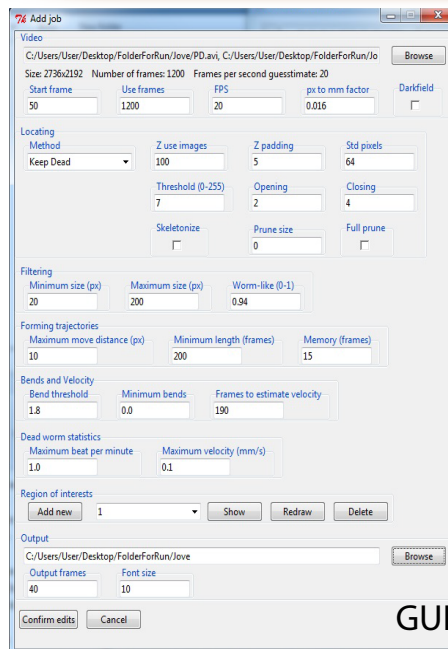 Add job
Video
C:/Users/User/Desktop/FolderForRun/Jove/PD.avi, C:/Users/User/Desktop/FolderForRun/Jo Browse
Size: 2736x2192 Number of frames: 1200 Frames per second guesstimate: 20
Start frame Use frames FPS px to mm factor Darkfield
50 1200 20 0.016
Locating
Method Z use images Z padding Std pixels
Keep Dead 100 5 64
Threshold (0-255) Opening Closing
7 2 4
Skeletonize Prune size Full prune
0
Filtering
Minimum size (px) Maximum size (px) Worm-like (0-1)
20 200 0.94
Forming trajectories
Maximum move distance (px) Minimum length (frames) Memory (frames)
10 200 15
Bends and Velocity
Bend threshold Minimum bends Frames to estimate velocity
1.8 0.0 190
Dead worm statistics
Maximum beat per minute Maximum velocity (mm/s)
1.0 0.1
Region of interests
Add new 1 Show Redraw Delete
Output
C:/Users/User/Desktop/FolderForRun/Jove Browse
Output frames Font size
40 10
Confirm edits Cancel
GUI